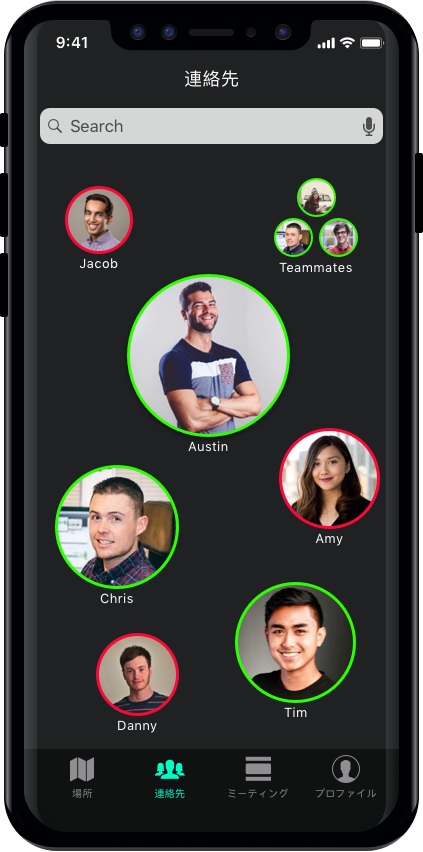 9:41
連絡先
Search
Jacob
Teammates
Austin
Amy
Chris
Tim
Danny
場所 連絡先 ミーティング プロファイル